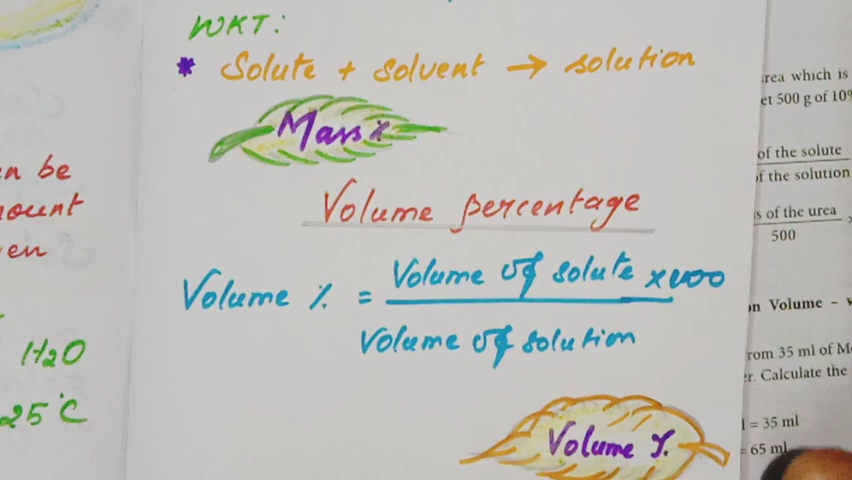 WKT:
* Solute + solvent → solution
Mass %
Volume percentage
Volume % = Volume of solute x100
Volume of solution
Volume %
n be
mount
en
H2O
25°C
rea which is
et 500 g of 10%
of the solute
f the solution
s of the urea
500
n Volume –
rom 35 ml of M
r. Calculate the
l = 35 ml
= 65 ml